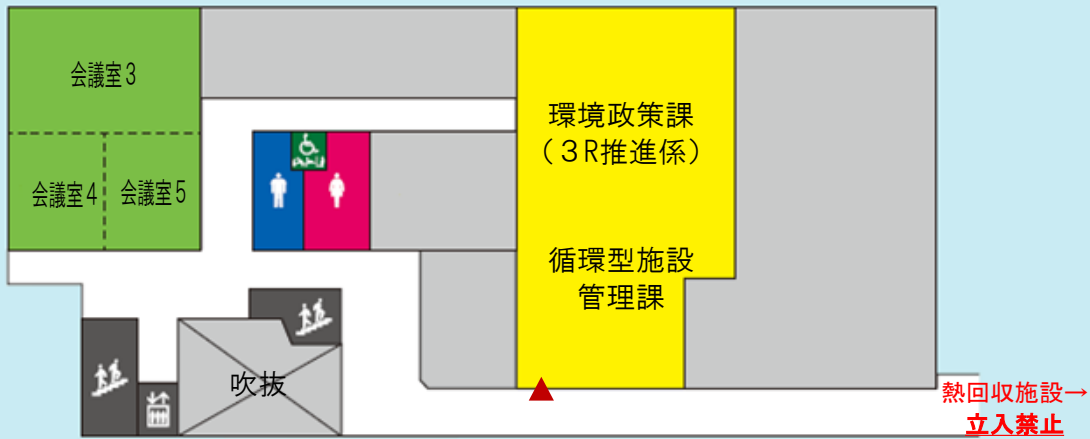 会議室３
環境政策課
（３R推進係）
会議室４
会議室５
循環型施設
管理課
吹抜
熱回収施設→
立入禁止